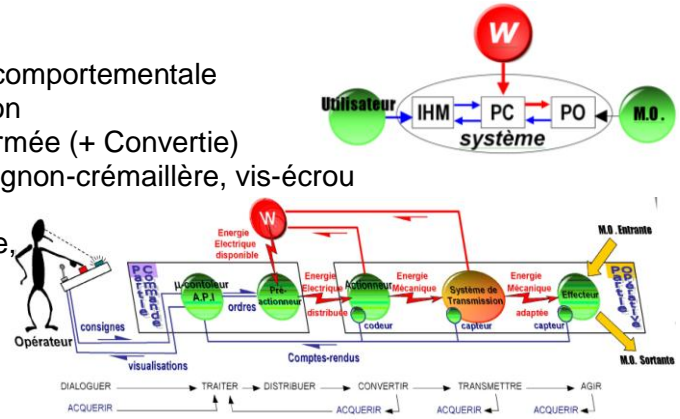 comportementale
on
rmée (+ Convertie)
ignon-crémaillère, vis-écrou
e,
W
Utilisateur
IHM
PC
PO
M.O.
système
W
Energie
Electrique
disponible
M.O. Entrante
Partie
Commande
µ-contoleur
A.P.I
Pré-
actionneur
ordres
Energie
Electrique
distribuée
Actionneur
Energie
Mécanique
Système de
Transmission
Energie
Mécanique
adaptée
Effecteur
Partie
Opérative
codeur
capteur
capteur
Opérateur
consignes
visualisations
Comptes-rendus
M.O. Sortante
DIALOGUER
TRAITER
DISTRIBUER
CONVERTIR
TRANSMETTRE
AGIR
ACQUERIR
ACQUERIR
ACQUERIR
ACQUERIR